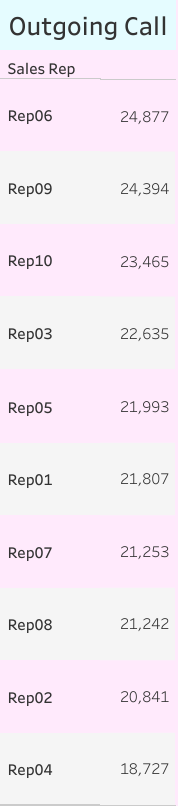 Outgoing Call
Sales Rep
Rep06 24,877
Rep09 24,394
Rep10 23,465
Rep03 22,635
Rep05 21,993
Rep01 21,807
Rep07 21,253
Rep08 21,242
Rep02 20,841
Rep04 18,727